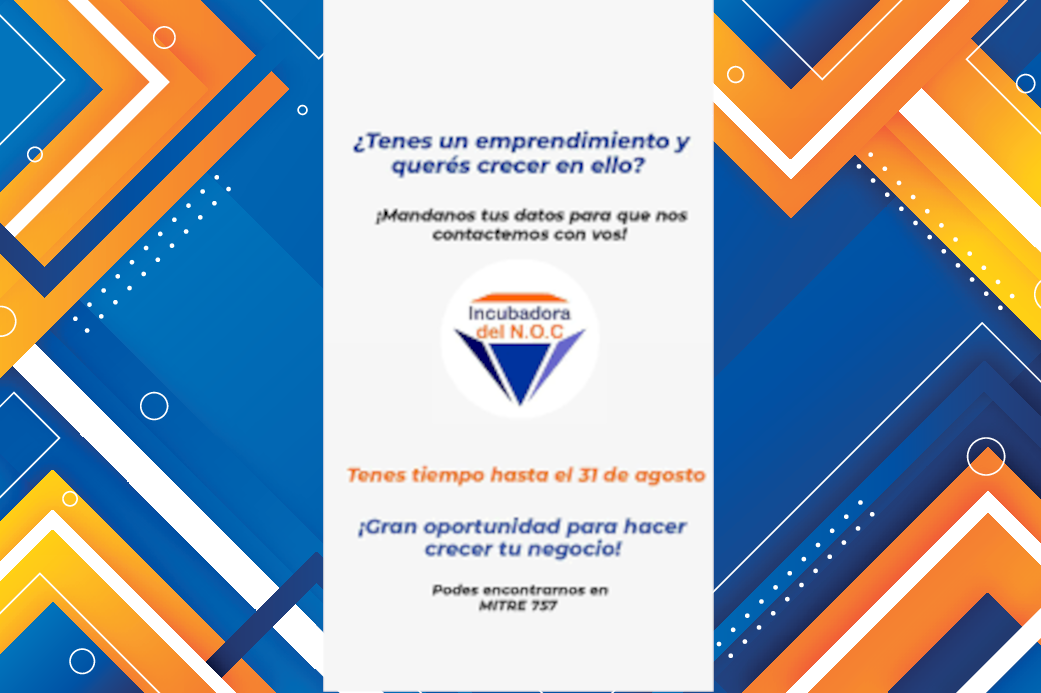 ¿Tenes un emprendimiento y
querés crecer en ello?
¡Mandanos tus datos para que nos
contactemos con vos!
Incubadora
del N.O.C
Tenes tiempo hasta el 31 de agosto
¡Gran oportunidad para hacer
crecer tu negocio!
Podes encontrarnos en
MITRE 757